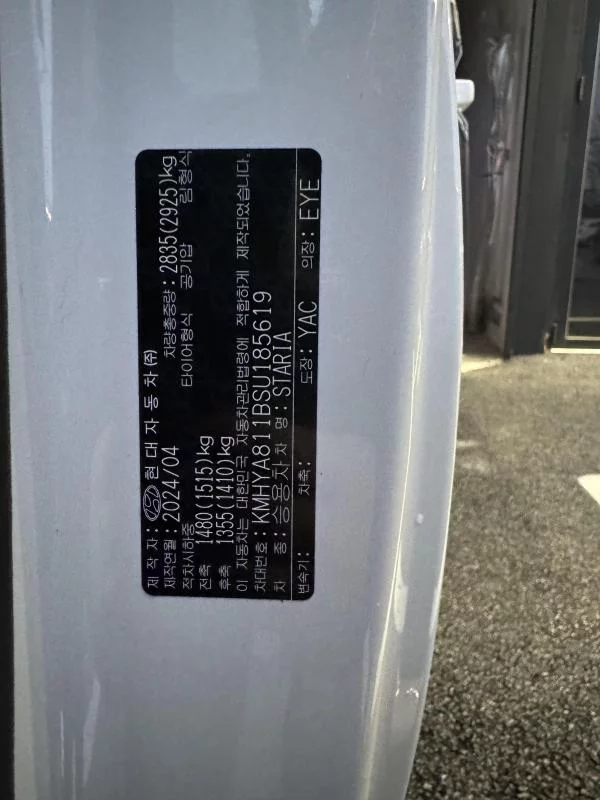 제 작 자 : 현대자동차(주)
제작연월 : 2024/04 차량총중량: 2835(2925)kg
적차시하중 타이어형식 공기압 림형식
전축 1480(1515)kg
후축 1355(1410)kg
이 자동차는 대한민국 자동차관리법령에 적합하게 제작되었습니다.
차대번호: KMHYA811BSU185619
차 종: 승용차 차 명: STARIA
변속기: 차축: 도장: YAC 의장: EYE